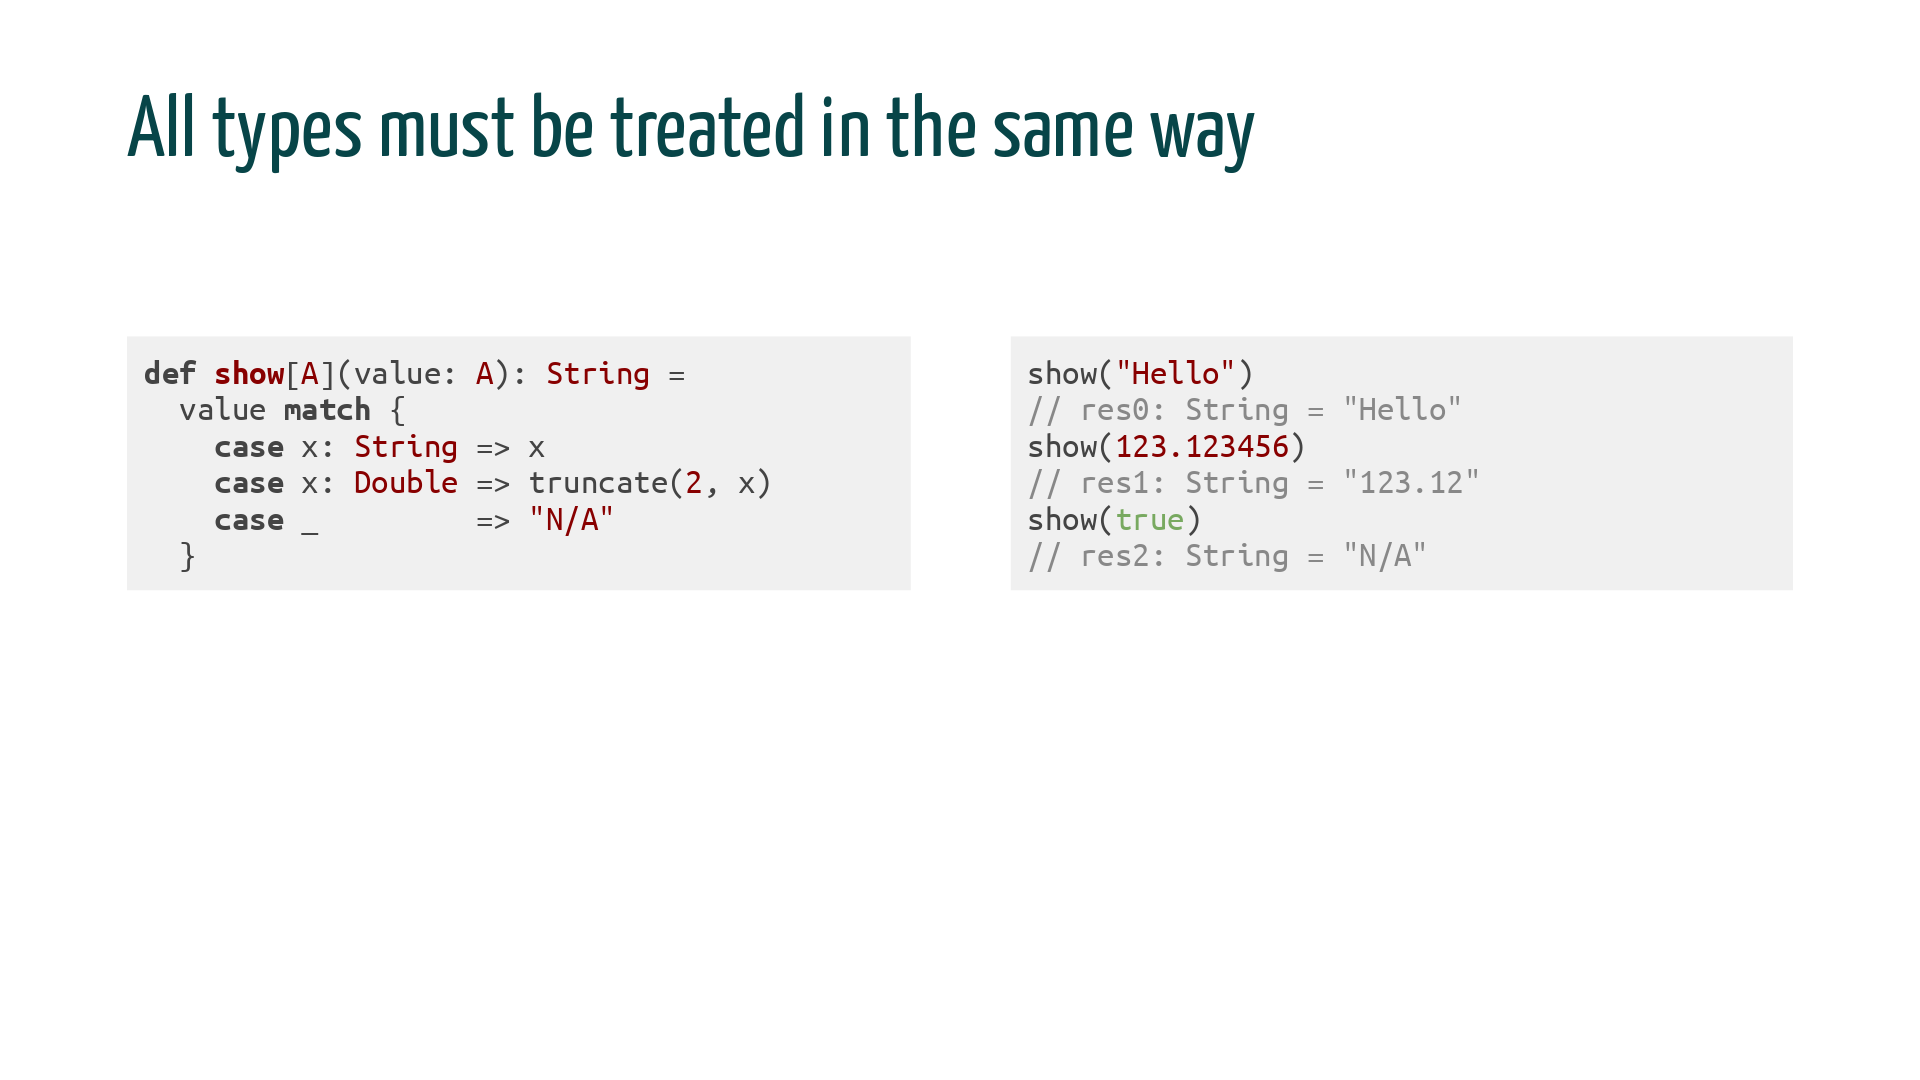 All types must be treated in the same way
def show[A](value: A): String =
  value match {
    case x: String => x
    case x: Double => truncate(2, x)
    case _         => "N/A"
  }
show("Hello")
// res0: String = "Hello"
show(123.123456)
// res1: String = "123.12"
show(true)
// res2: String = "N/A"